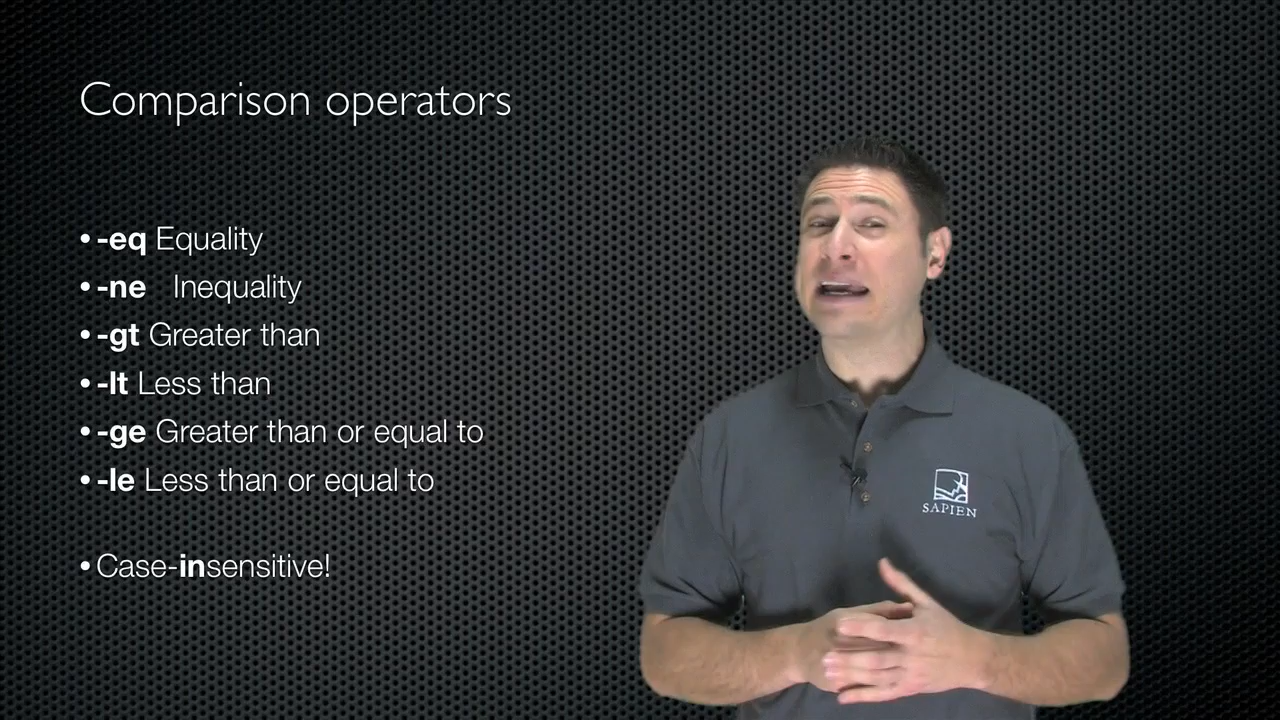 Comparison operators
• -eq Equality
• -ne Inequality
• -gt Greater than
• -lt Less than
• -ge Greater than or equal to
• -le Less than or equal to
• Case-insensitive!
SAPIEN